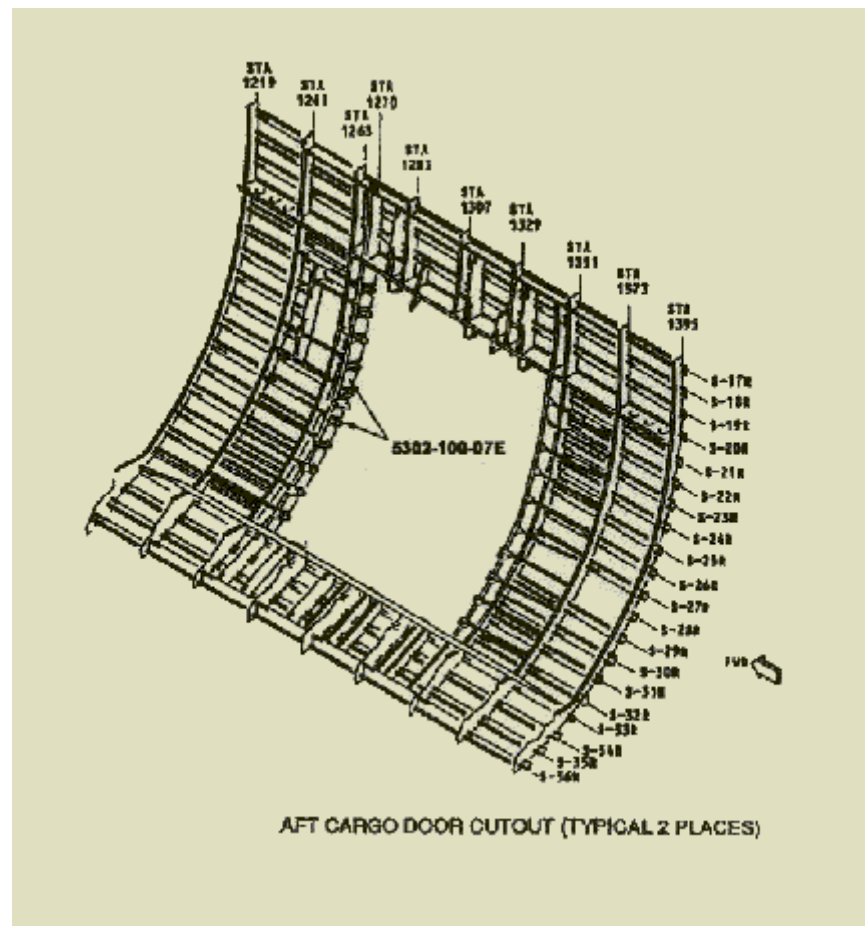 STA
1219
STA
1241
STA
1263
STA
1270
STA
1283
STA
1307
STA
1329
STA
1351
STA
1373
STA
1395
S-17R
S-18R
S-19R
S-20R
S-21R
S-22R
S-23R
S-24R
S-25R
S-26R
S-27R
S-28R
S-29R
S-30R
S-31R
S-32R
S-33R
S-34R
S-35R
S-36R
5302-100-07E
FWD
AFT CARGO DOOR CUTOUT (TYPICAL 2 PLACES)